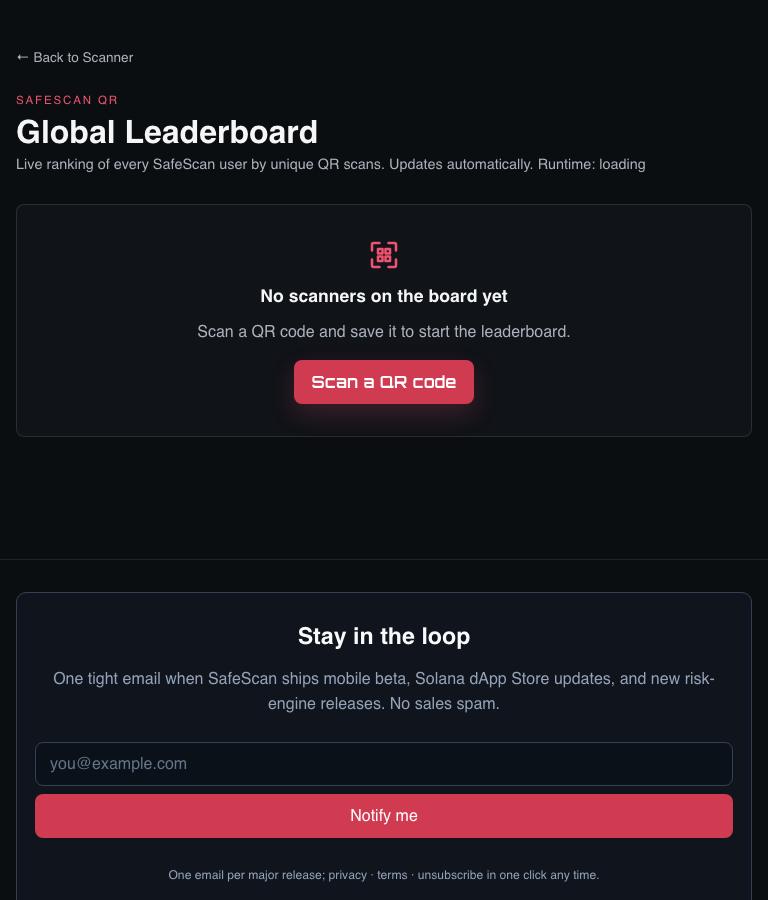 ← Back to Scanner
SAFESCAN QR
Global Leaderboard
Live ranking of every SafeScan user by unique QR scans. Updates automatically. Runtime: loading
No scanners on the board yet
Scan a QR code and save it to start the leaderboard.
Scan a QR code
Stay in the loop
One tight email when SafeScan ships mobile beta, Solana dApp Store updates, and new risk-
engine releases. No sales spam.
you@example.com
Notify me
One email per major release; privacy · terms · unsubscribe in one click any time.